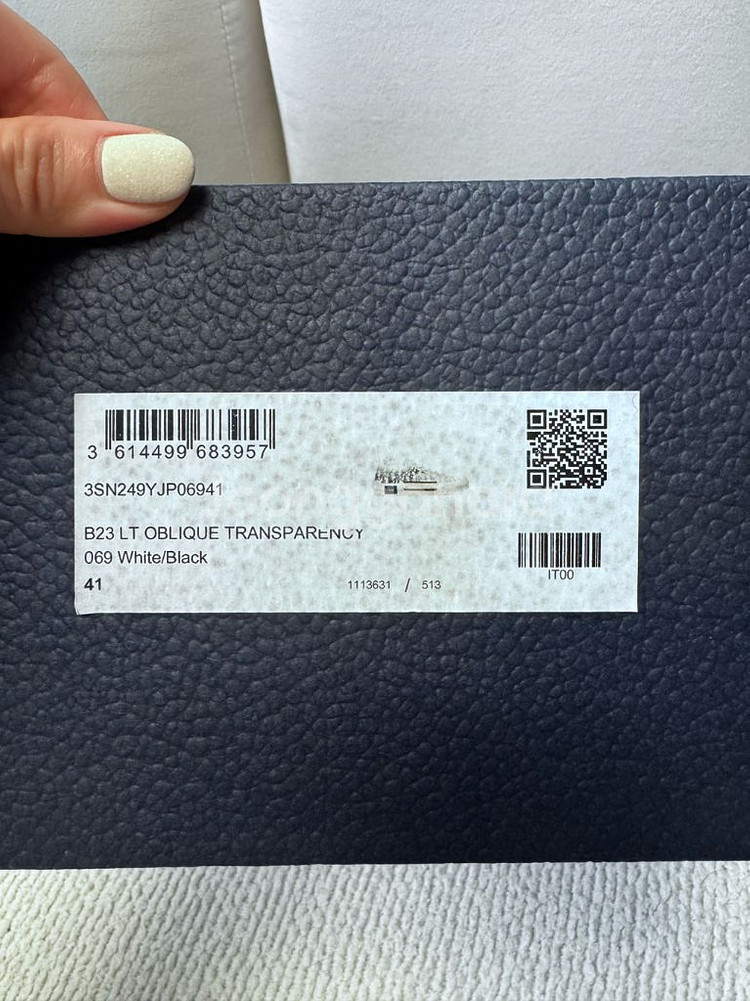 3 614499 683957
3SN249YJP06941
B23 LT OBLIQUE TRANSPARENCY
069 White/Black
41
1113631 / 513
IT00